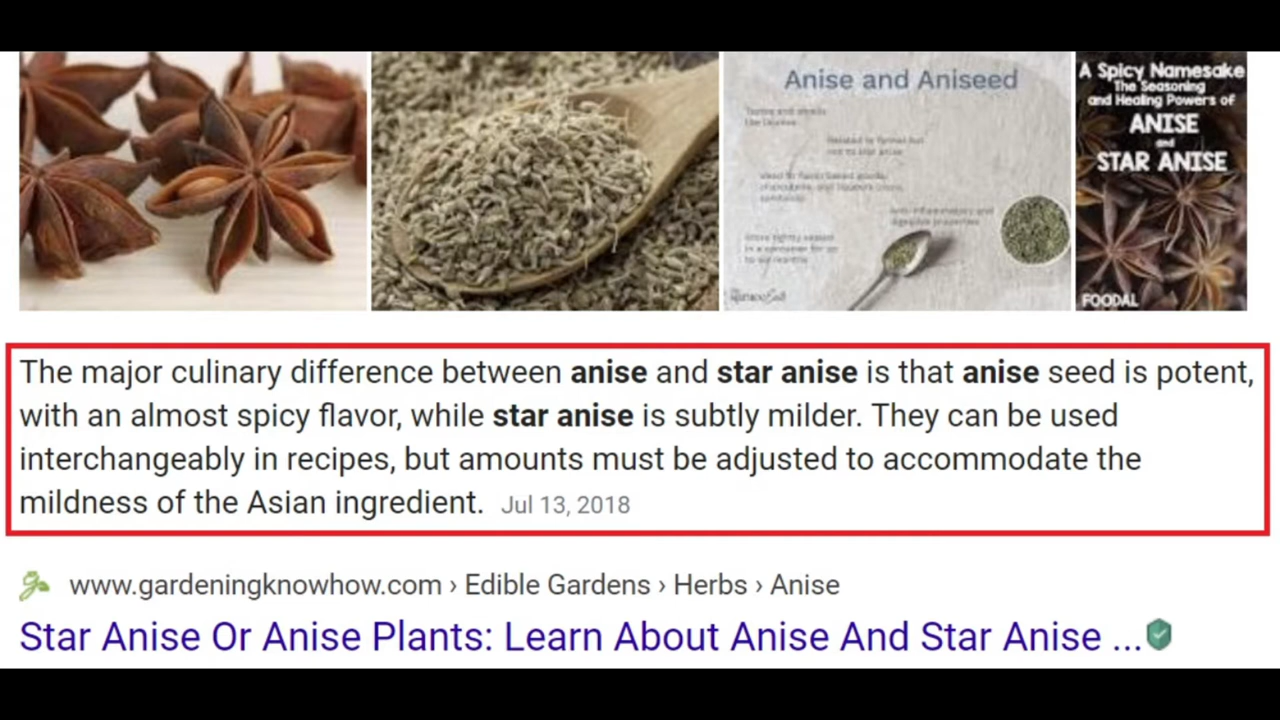 Anise and Aniseed
A Spicy Namesake
The Seasoning
and Healing Powers of
ANISE
and
STAR ANISE
FOODAL
The major culinary difference between anise and star anise is that anise seed is potent,
with an almost spicy flavor, while star anise is subtly milder. They can be used
interchangeably in recipes, but amounts must be adjusted to accommodate the
mildness of the Asian ingredient. Jul 13, 2018
www.gardeningknowhow.com › Edible Gardens › Herbs › Anise
Star Anise Or Anise Plants: Learn About Anise And Star Anise ...